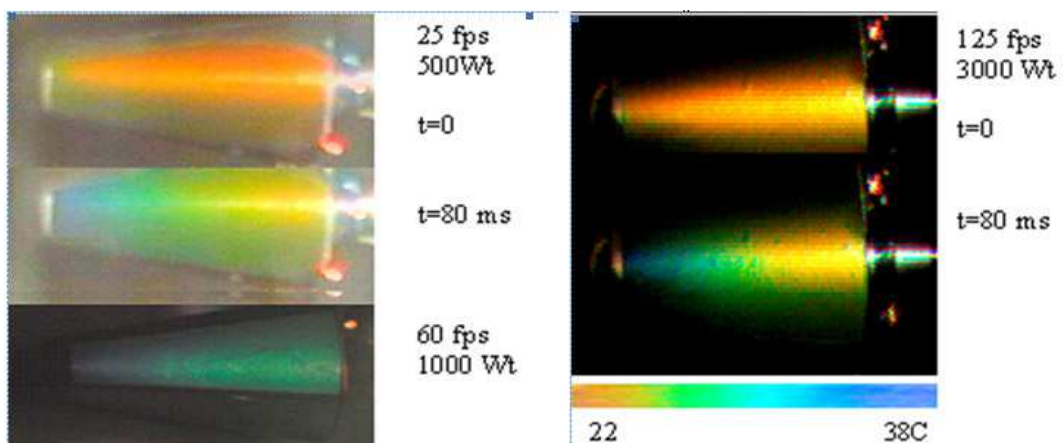 25 fps
500Wt
t=0
t=80 ms
60 fps
1000 Wt
125 fps
3000 Wt
t=0
t=80 ms
22 38C